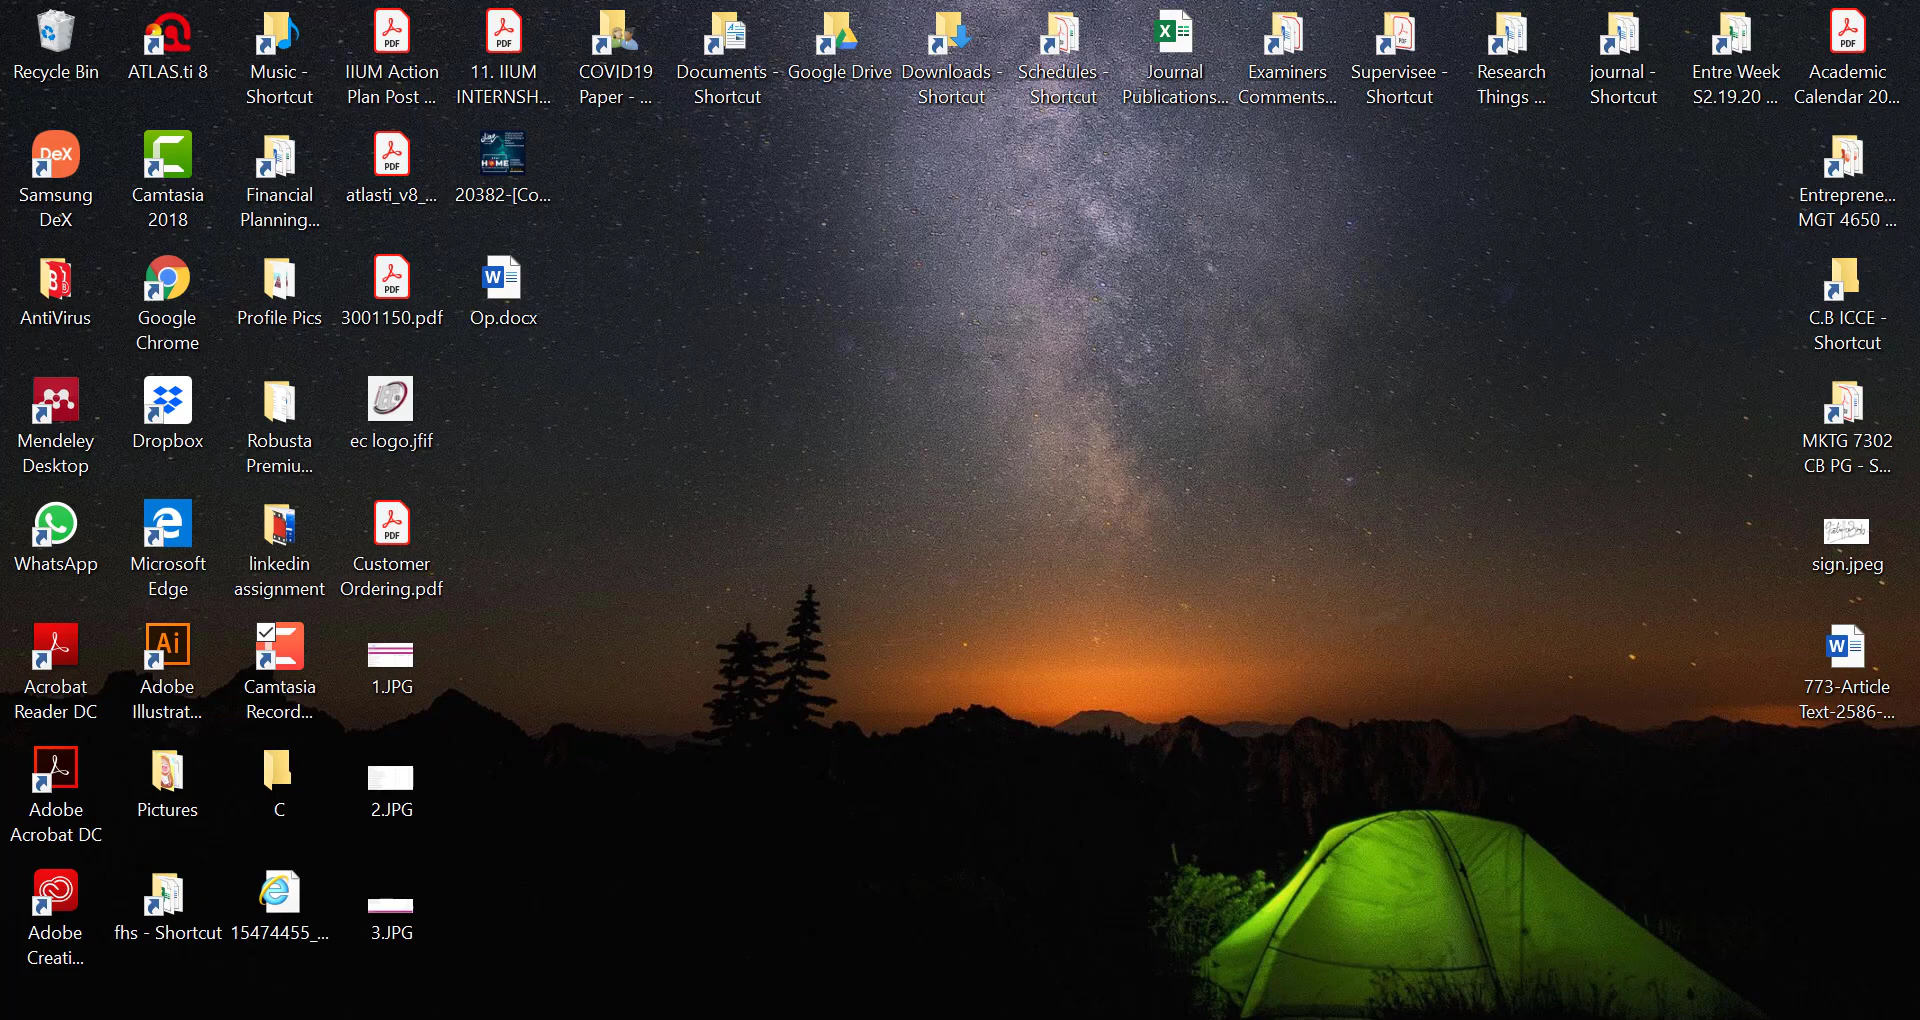 Recycle Bin
ATLAS.ti 8
Music -
Shortcut
IIUM Action
Plan Post ...
11. IIUM
INTERNSH...
COVID19
Paper - ...
Documents -
Shortcut
Google Drive
Downloads -
Shortcut
Schedules -
Shortcut
Journal
Publications...
Examiners
Comments...
Supervisee -
Shortcut
Research
Things ...
journal -
Shortcut
Entre Week
S2.19.20 ...
Academic
Calendar 20...
Samsung
DeX
Camtasia
2018
Financial
Planning...
atlasti_v8_...
20382-[Co...
Entreprene...
MGT 4650 ...
AntiVirus
Google
Chrome
Profile Pics
3001150.pdf
Op.docx
C.B ICCE -
Shortcut
Mendeley
Desktop
Dropbox
Robusta
Premiu...
ec logo.jfif
MKTG 7302
CB PG - S...
WhatsApp
Microsoft
Edge
linkedin
assignment
Customer
Ordering.pdf
sign.jpeg
Acrobat
Reader DC
Adobe
Illustrat...
Camtasia
Record...
1.JPG
773-Article
Text-2586-...
Adobe
Acrobat DC
Pictures
C
2.JPG
Adobe
Creati...
fhs - Shortcut
15474455_...
3.JPG